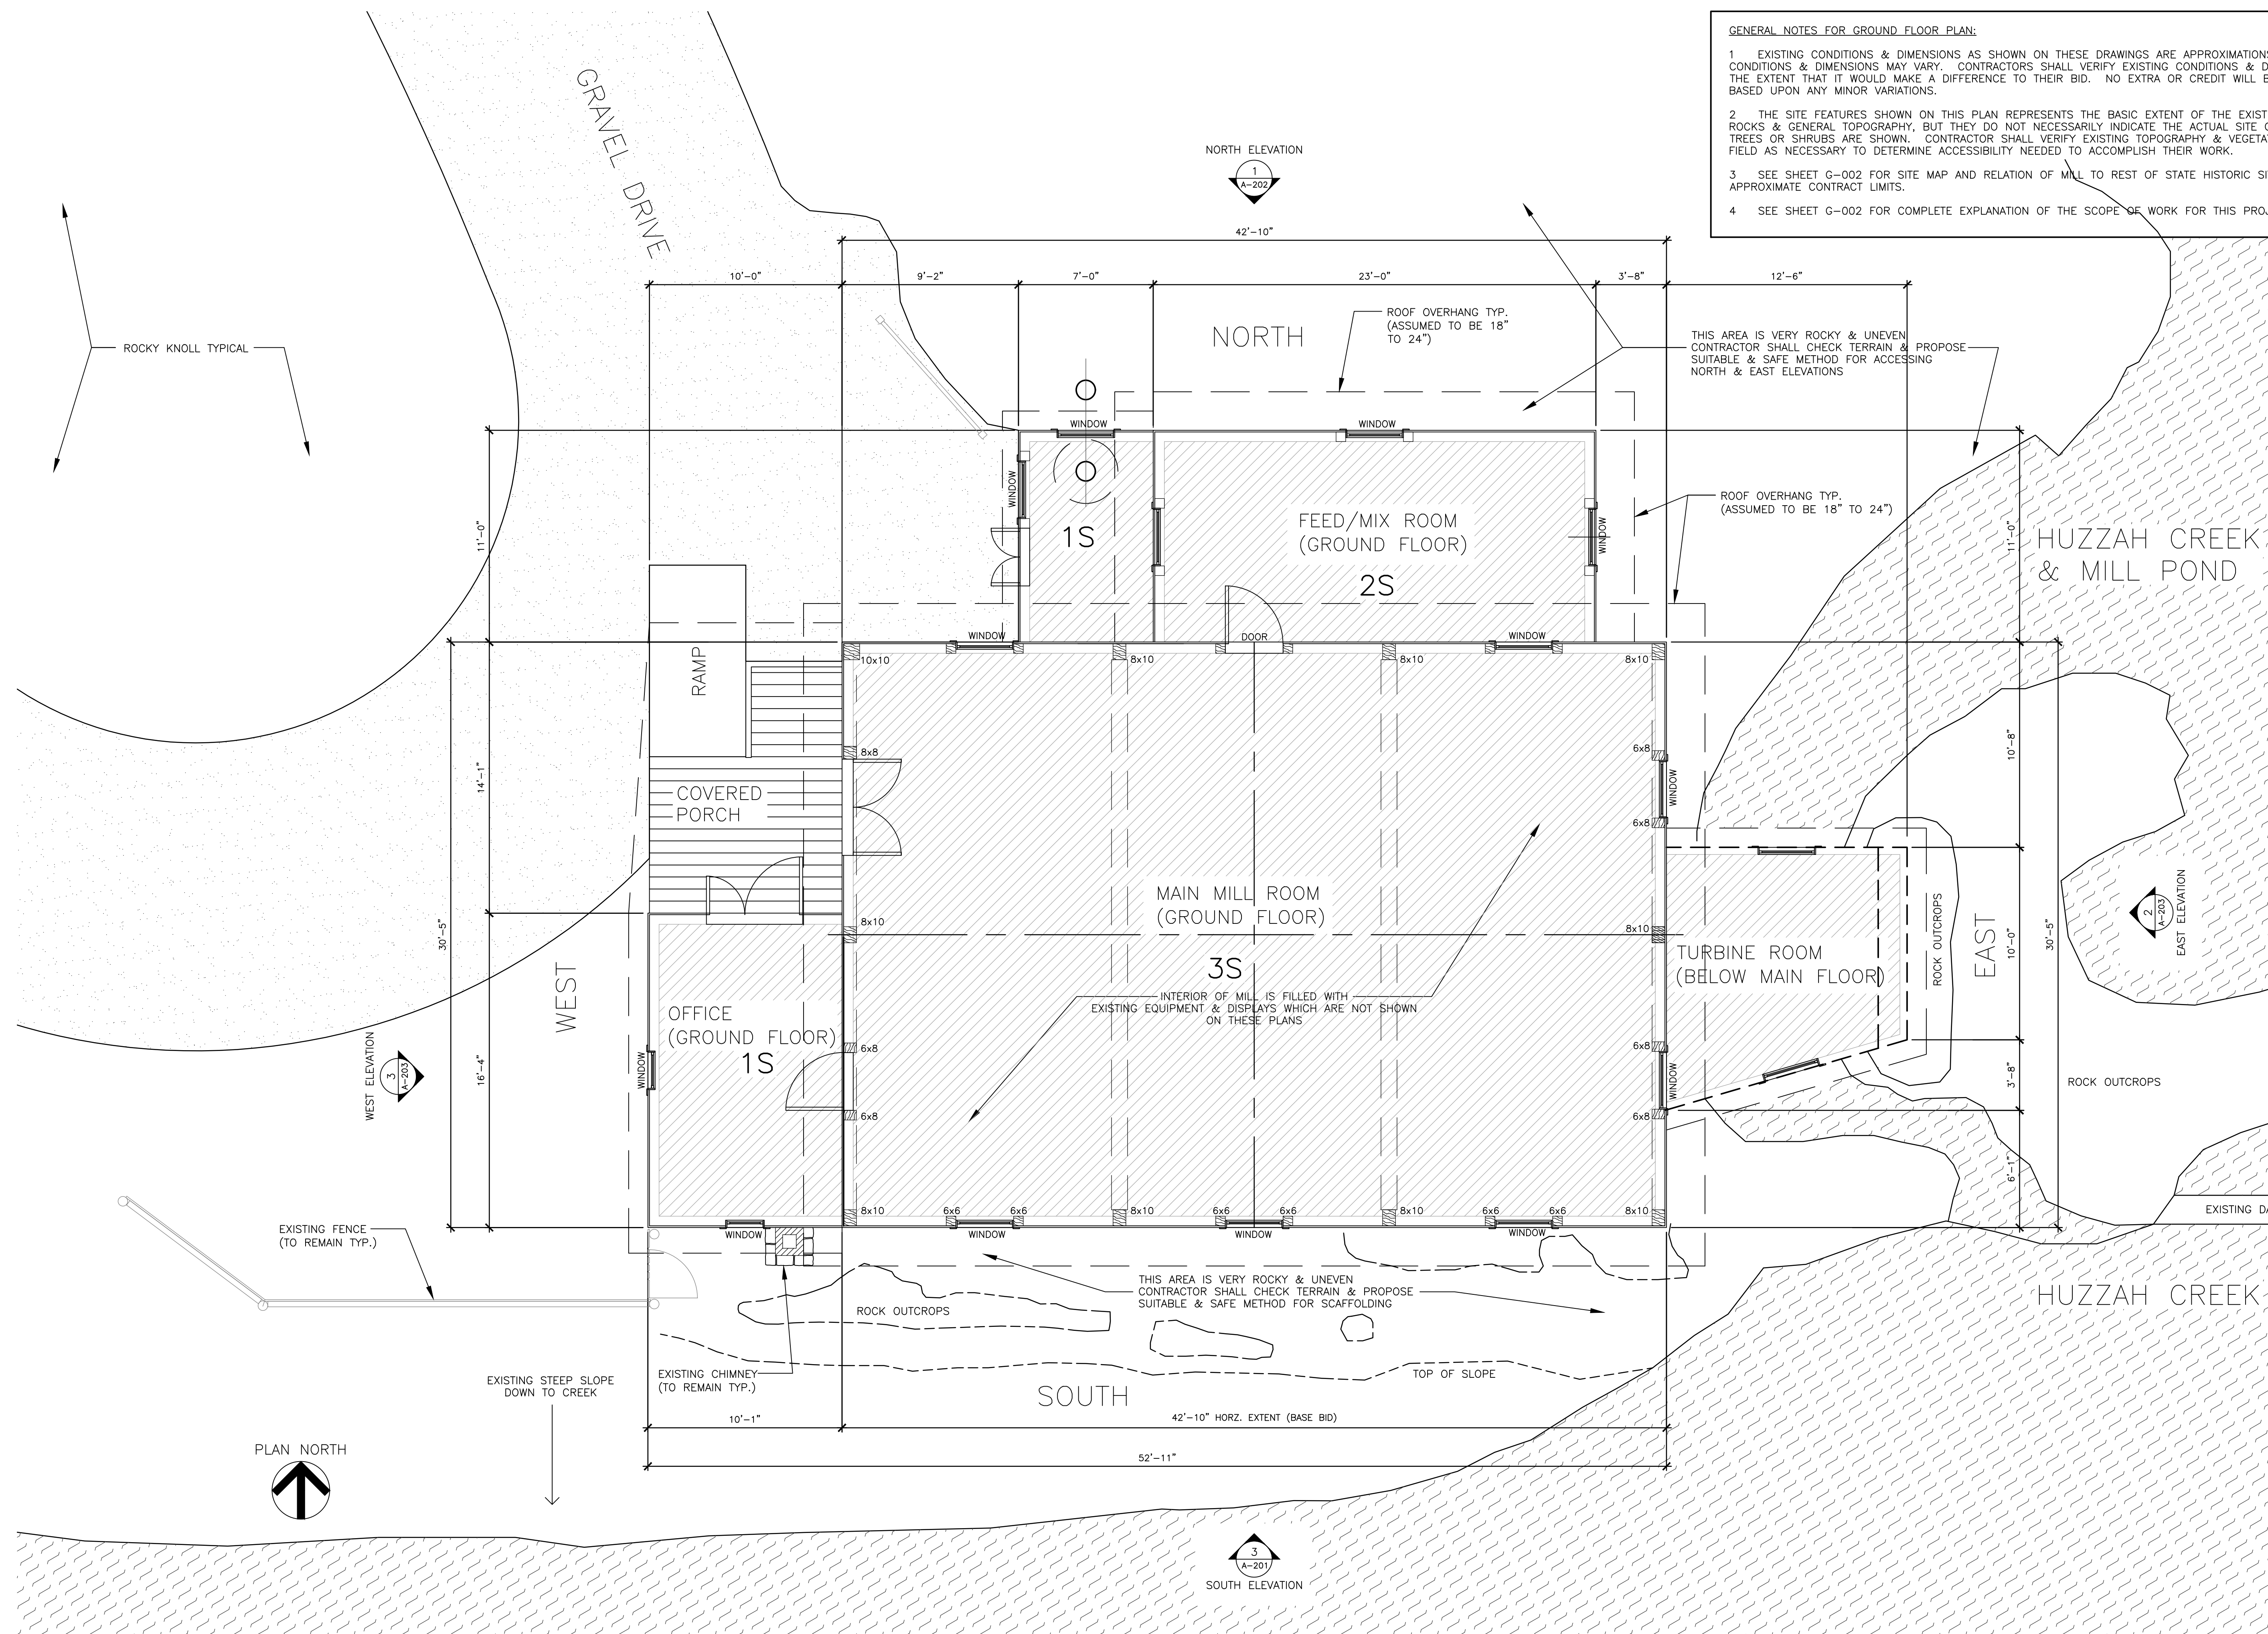 GENERAL NOTES FOR GROUND FLOOR PLAN:
1 EXISTING CONDITIONS & DIMENSIONS AS SHOWN ON THESE DRAWINGS ARE
CONDITIONS & DIMENSIONS MAY VARY. CONTRACTORS SHALL VERIFY EXISTING CONDITIONS &
THE EXTENT THAT IT WOULD MAKE A DIFFERENCE TO THEIR BID. NO EXTRA OR CREDIT WILL
BASED UPON ANY MINOR VARIATIONS.
2 THE SITE FEATURES SHOWN ON THIS PLAN REPRESENTS THE BASIC EXTENT OF THE
ROCKS & GENERAL TOPOGRAPHY, BUT THEY DO NOT NECESSARILY INDICATE THE ACTUAL SITE
TREES OR SHRUBS ARE SHOWN. CONTRACTOR SHALL VERIFY EXISTING TOPOGRAPHY &
FIELD AS NECESSARY TO DETERMINE ACCESSIBILITY NEEDED TO ACCOMPLISH THEIR WORK.
3 SEE SHEET G-002 FOR SITE MAP AND RELATION OF MILL TO REST OF STATE HISTORIC
APPROXIMATE CONTRACT LIMITS.
4 SEE SHEET G-002 FOR COMPLETE EXPLANATION OF THE SCOPE OF WORK FOR THIS
GRAVEL DRIVE
NORTH ELEVATION
1
A-202
42'-10"
10'-0"
9'-2"
7'-0"
23'-0"
3'-8"
12'-6"
ROCKY KNOLL TYPICAL
NORTH
ROOF OVERHANG TYP.
(ASSUMED TO BE 18"
TO 24")
THIS AREA IS VERY ROCKY & UNEVEN
CONTRACTOR SHALL CHECK TERRAIN & PROPOSE
SUITABLE & SAFE METHOD FOR ACCESSING
NORTH & EAST ELEVATIONS
WINDOW
WINDOW
WINDOW
WINDOW
11'-0"
1S
FEED/MIX ROOM
(GROUND FLOOR)
2S
ROOF OVERHANG TYP.
(ASSUMED TO BE 18" TO 24")
11'-0"
HUZZAH CREEK
& MILL POND
WINDOW
DOOR
WINDOW
10x10
8x10
8x10
8x10
RAMP
8x8
6x8
14'-1"
COVERED
PORCH
WINDOW
6x8
10'-8"
MAIN MILL ROOM
(GROUND FLOOR)
3S
8x10
8x10
30'-5"
WEST
TURBINE ROOM
(BELOW MAIN FLOOR)
ROCK OUTCROPS
EAST
10'-0"
30'-5"
2
A-203
EAST ELEVATION
INTERIOR OF MILL IS FILLED WITH
EXISTING EQUIPMENT & DISPLAYS WHICH ARE NOT SHOWN
ON THESE PLANS
OFFICE
(GROUND FLOOR)
1S
WEST ELEVATION
3
A-203
16'-4"
WINDOW
6x8
6x8
6x8
6x8
WINDOW
3'-8"
ROCK OUTCROPS
6'-1"
8x10
6x6
6x6
8x10
6x6
6x6
8x10
6x6
6x6
8x10
WINDOW
WINDOW
WINDOW
WINDOW
EXISTING
EXISTING FENCE
(TO REMAIN TYP.)
THIS AREA IS VERY ROCKY & UNEVEN
CONTRACTOR SHALL CHECK TERRAIN & PROPOSE
SUITABLE & SAFE METHOD FOR SCAFFOLDING
ROCK OUTCROPS
HUZZAH CREEK
EXISTING STEEP SLOPE
DOWN TO CREEK
EXISTING CHIMNEY
(TO REMAIN TYP.)
TOP OF SLOPE
SOUTH
10'-1"
42'-10" HORZ. EXTENT (BASE BID)
52'-11"
PLAN NORTH
3
A-201
SOUTH ELEVATION